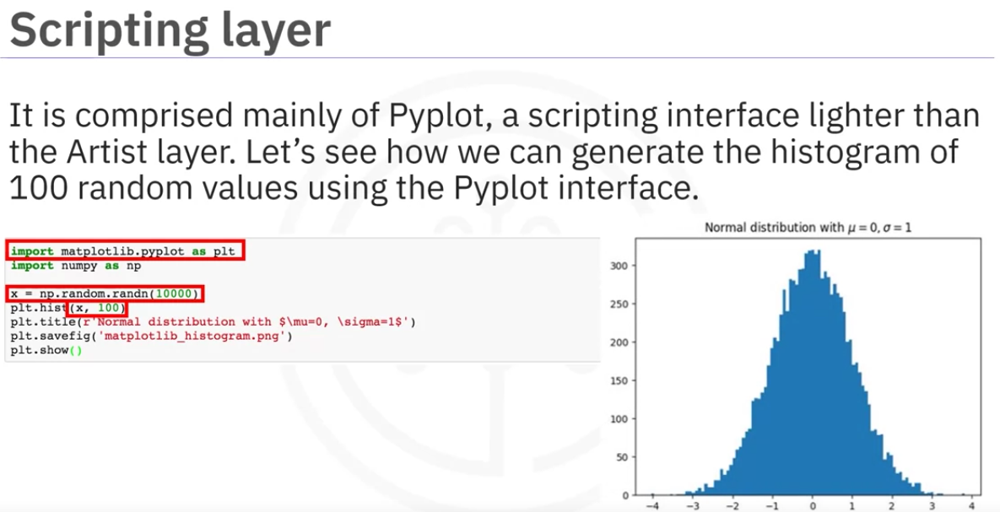 Scripting layer
It is comprised mainly of Pyplot, a scripting interface lighter than
the Artist layer. Let’s see how we can generate the histogram of
100 random values using the Pyplot interface.
import matplotlib.pyplot as plt
import numpy as np
x = np.random.randn(10000)
plt.hist(x, 100)
plt.title(r'Normal distribution with $\mu=0, \sigma=1$')
plt.savefig('matplotlib_histogram.png')
plt.show()
Normal distribution with μ = 0, σ = 1
300
250
200
150
100
50
0
−4 −3 −2 −1 0 1 2 3 4